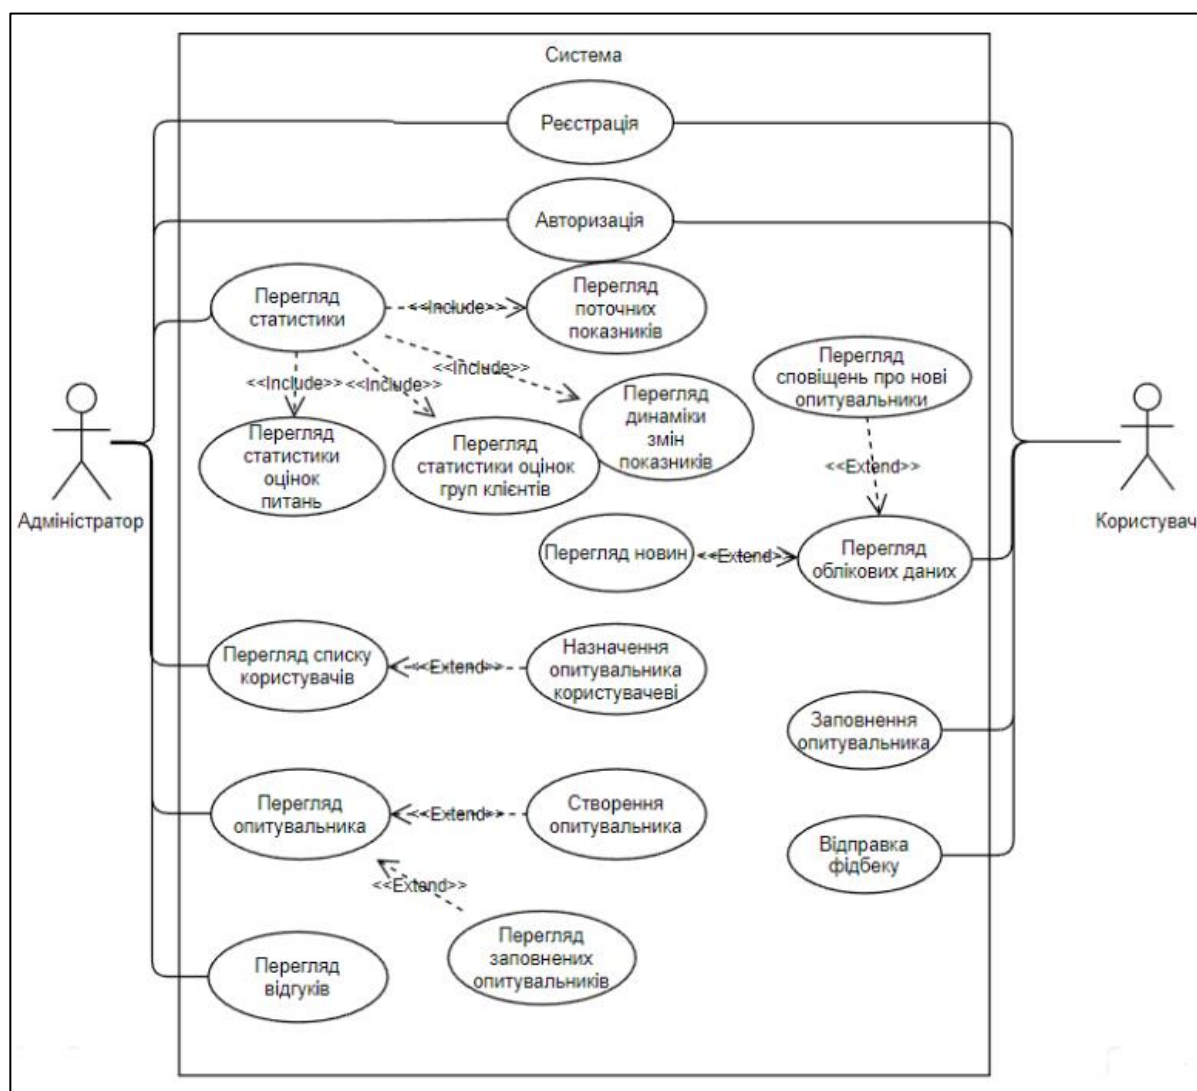 Система
Реєстрація
Авторизація
Перегляд
статистики
<<Include>>
Перегляд
поточних
показників
<<Include>>
<<Include>>
<<Include>>
Перегляд
сповіщень про нові
опитувальники
Перегляд
динаміки
змін
показників
Перегляд
статистики
оцінок
питань
Перегляд
статистики оцінок
груп клієнтів
<<Extend>>
Адміністратор
Користувач
Перегляд новин
<<Extend>>
Перегляд
облікових даних
Перегляд списку
користувачів
<<Extend>>
Назначення
опитувальника
користувачеві
Заповнення
опитувальника
Перегляд
опитувальника
<<Extend>>
Створення
опитувальника
Відправка
фідбеку
<<Extend>>
Перегляд
заповнених
опитувальників
Перегляд
відгуків